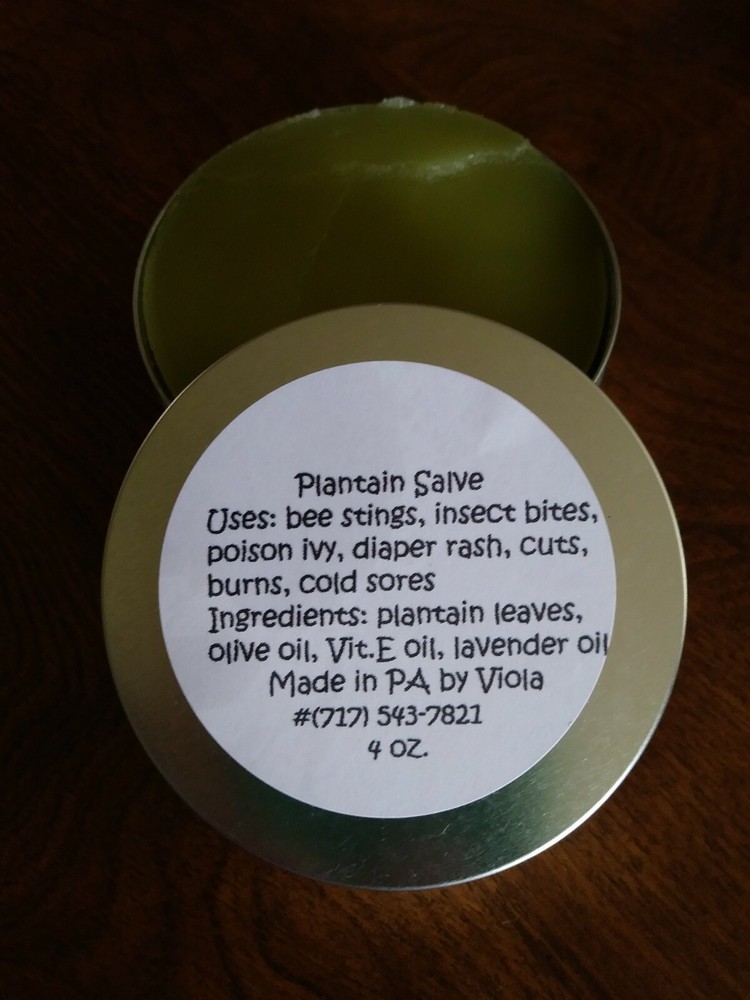 Plantain Salve
Uses: bee stings, insect bites,
poison ivy, diaper rash, cuts,
burns, cold sores
Ingredients: plantain leaves,
olive oil, Vit.E oil, lavender oil
Made in PA by Viola
#(717) 543-7821
4 oz.